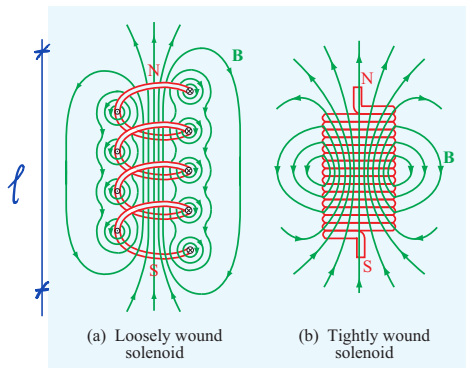 N
B
ℓ
S
(a) Loosely wound
solenoid
N
B
S
(b) Tightly wound
solenoid